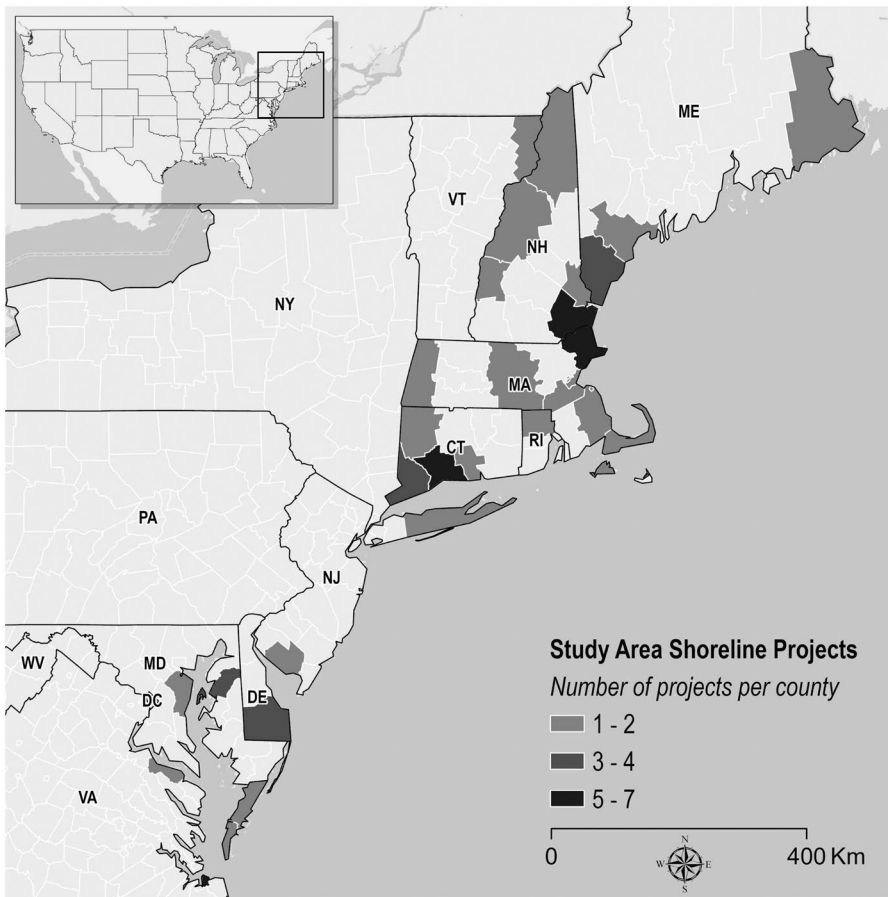 ME
VT
NH
NY
MA
CT
RI
PA
NJ
WV
MD
DC
DE
VA
Study Area Shoreline Projects
Number of projects per county
1 - 2
3 - 4
5 - 7
0 400 Km
N
W E
S